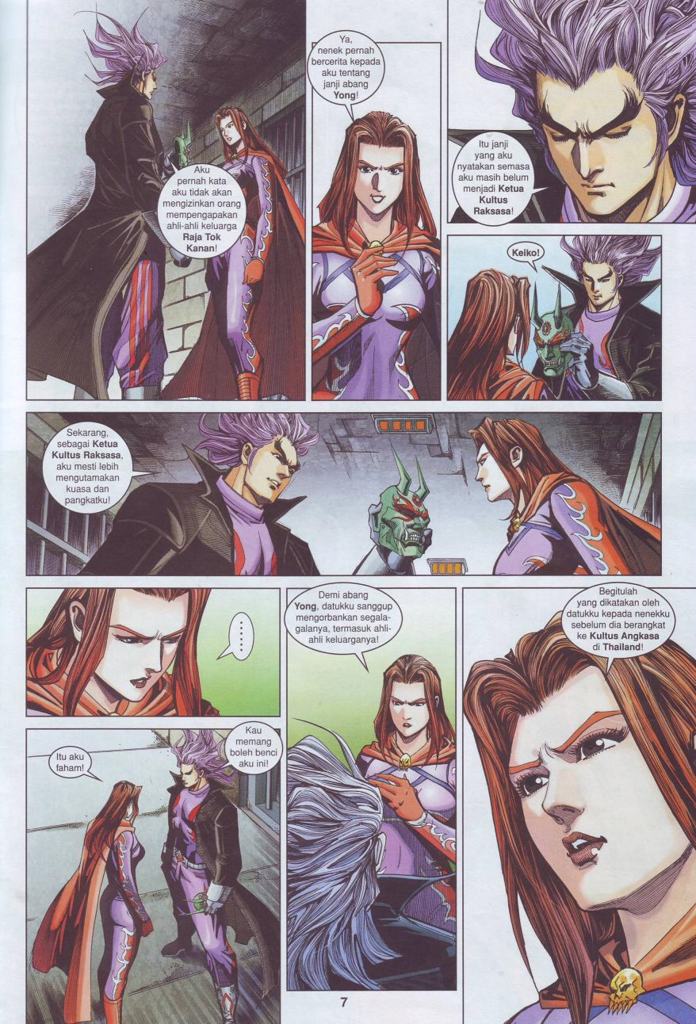 Aku
pernah kata
aku tidak akan
mengizinkan orang
mempengapakan
ahli-ahli keluarga
Raja Tok
Kanan!
Ya,
nenek pernah
bercerita kepada
aku tentang
janji abang
Yong!
Itu janji
yang aku
nyatakan semasa
aku masih belum
menjadi Ketua
Kultus
Raksasa!
Keiko!
Sekarang,
sebagai Ketua
Kultus Raksasa,
aku mesti lebih
mengutamakan
kuasa dan
pangkatku!
......
Itu aku
faham!
Kau
memang
boleh benci
aku ini!
Demi abang
Yong, datukku sanggup
mengorbankan segala-
galanya, termasuk ahli-
ahli keluarganya!
Begitulah
yang dikatakan oleh
datukku kepada nenekku
sebelum dia berangkat
ke Kultus Angkasa
di Thailand!
7